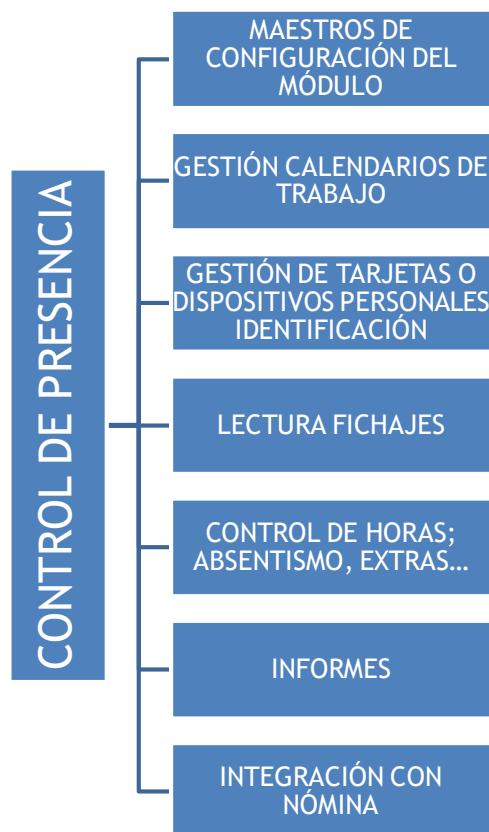 CONTROL DE PRESENCIA
MAESTROS DE
CONFIGURACIÓN DEL
MÓDULO
GESTIÓN CALENDARIOS DE
TRABAJO
GESTIÓN DE TARJETAS O
DISPOSITIVOS PERSONALES
IDENTIFICACIÓN
LECTURA FICHAJES
CONTROL DE HORAS;
ABSENTISMO, EXTRAS…
INFORMES
INTEGRACIÓN CON
NÓMINA